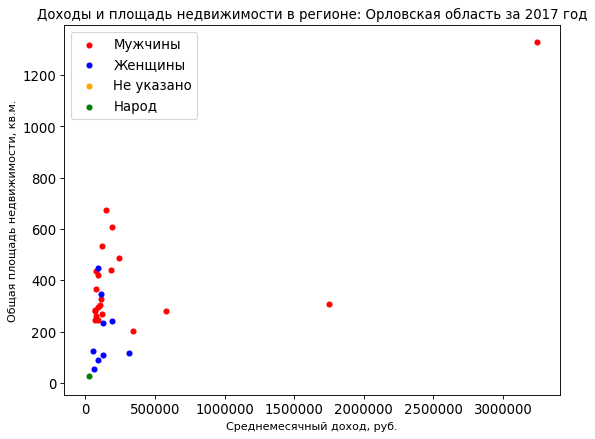 Доходы и площадь недвижимости в регионе: Орловская область за 2017 год
Мужчины
Женщины
Не указано
Народ
Общая площадь недвижимости, кв.м.
1200
1000
800
600
400
200
0
0 500000 1000000 1500000 2000000 2500000 3000000
Среднемесячный доход, руб.